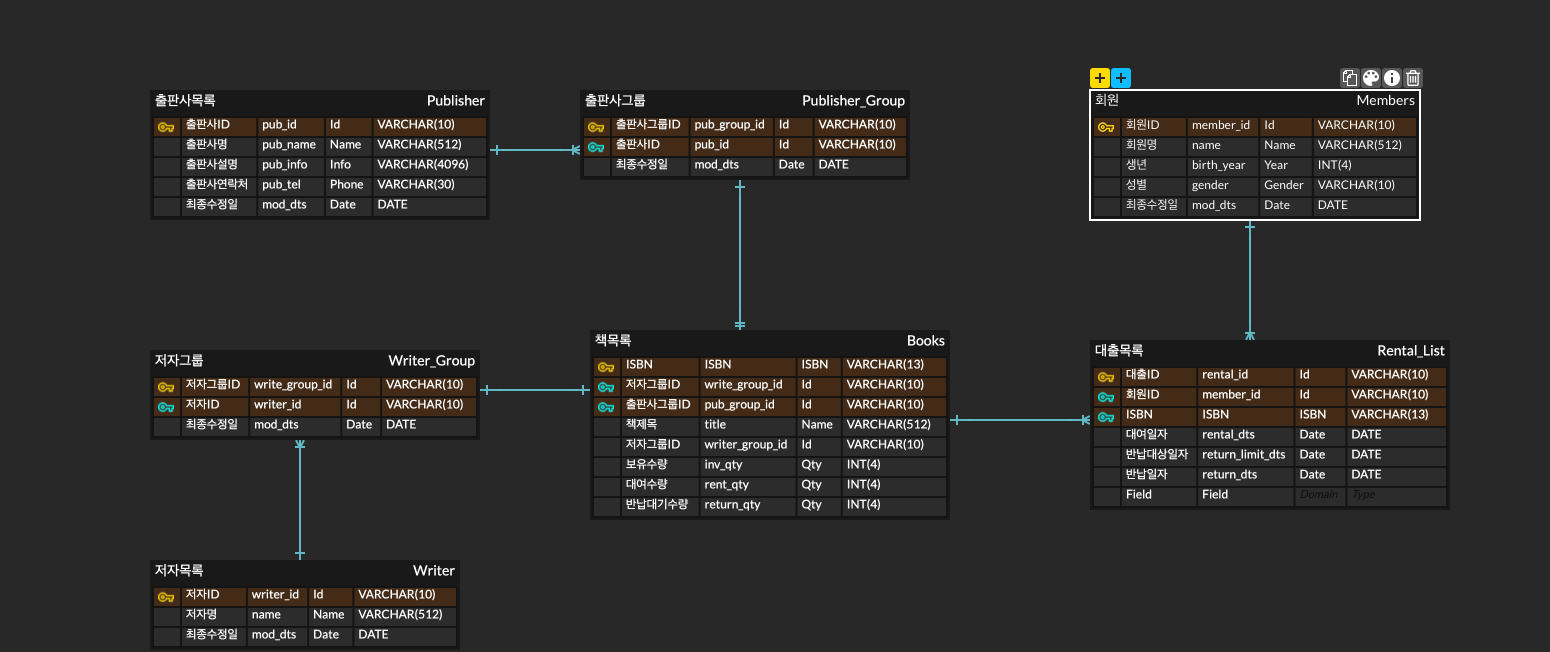 출판사목록 Publisher
출판사ID pub_id Id VARCHAR(10)
출판사명 pub_name Name VARCHAR(512)
출판사설명 pub_info Info VARCHAR(4096)
출판사연락처 pub_tel Phone VARCHAR(30)
최종수정일 mod_dts Date DATE
출판사그룹 Publisher_Group
출판사그룹ID pub_group_id Id VARCHAR(10)
출판사ID pub_id Id VARCHAR(10)
최종수정일 mod_dts Date DATE
회원 Members
회원ID member_id Id VARCHAR(10)
회원명 name Name VARCHAR(512)
생년 birth_year Year INT(4)
성별 gender Gender VARCHAR(10)
최종수정일 mod_dts Date DATE
저자그룹 Writer_Group
저자그룹ID write_group_id Id VARCHAR(10)
저자ID writer_id Id VARCHAR(10)
최종수정일 mod_dts Date DATE
책목록 Books
ISBN ISBN ISBN VARCHAR(13)
저자그룹ID write_group_id Id VARCHAR(10)
출판사그룹ID pub_group_id Id VARCHAR(10)
책제목 title Name VARCHAR(512)
저자그룹ID writer_group_id Id VARCHAR(10)
보유수량 inv_qty Qty INT(4)
대여수량 rent_qty Qty INT(4)
반납대기수량 return_qty Qty INT(4)
대출목록 Rental_List
대출ID rental_id Id VARCHAR(10)
회원ID member_id Id VARCHAR(10)
ISBN ISBN ISBN VARCHAR(13)
대여일자 rental_dts Date DATE
반납대상일자 return_limit_dts Date DATE
반납일자 return_dts Date DATE
Field Field Domain Type
저자목록 Writer
저자ID writer_id Id VARCHAR(10)
저자명 name Name VARCHAR(512)
최종수정일 mod_dts Date DATE